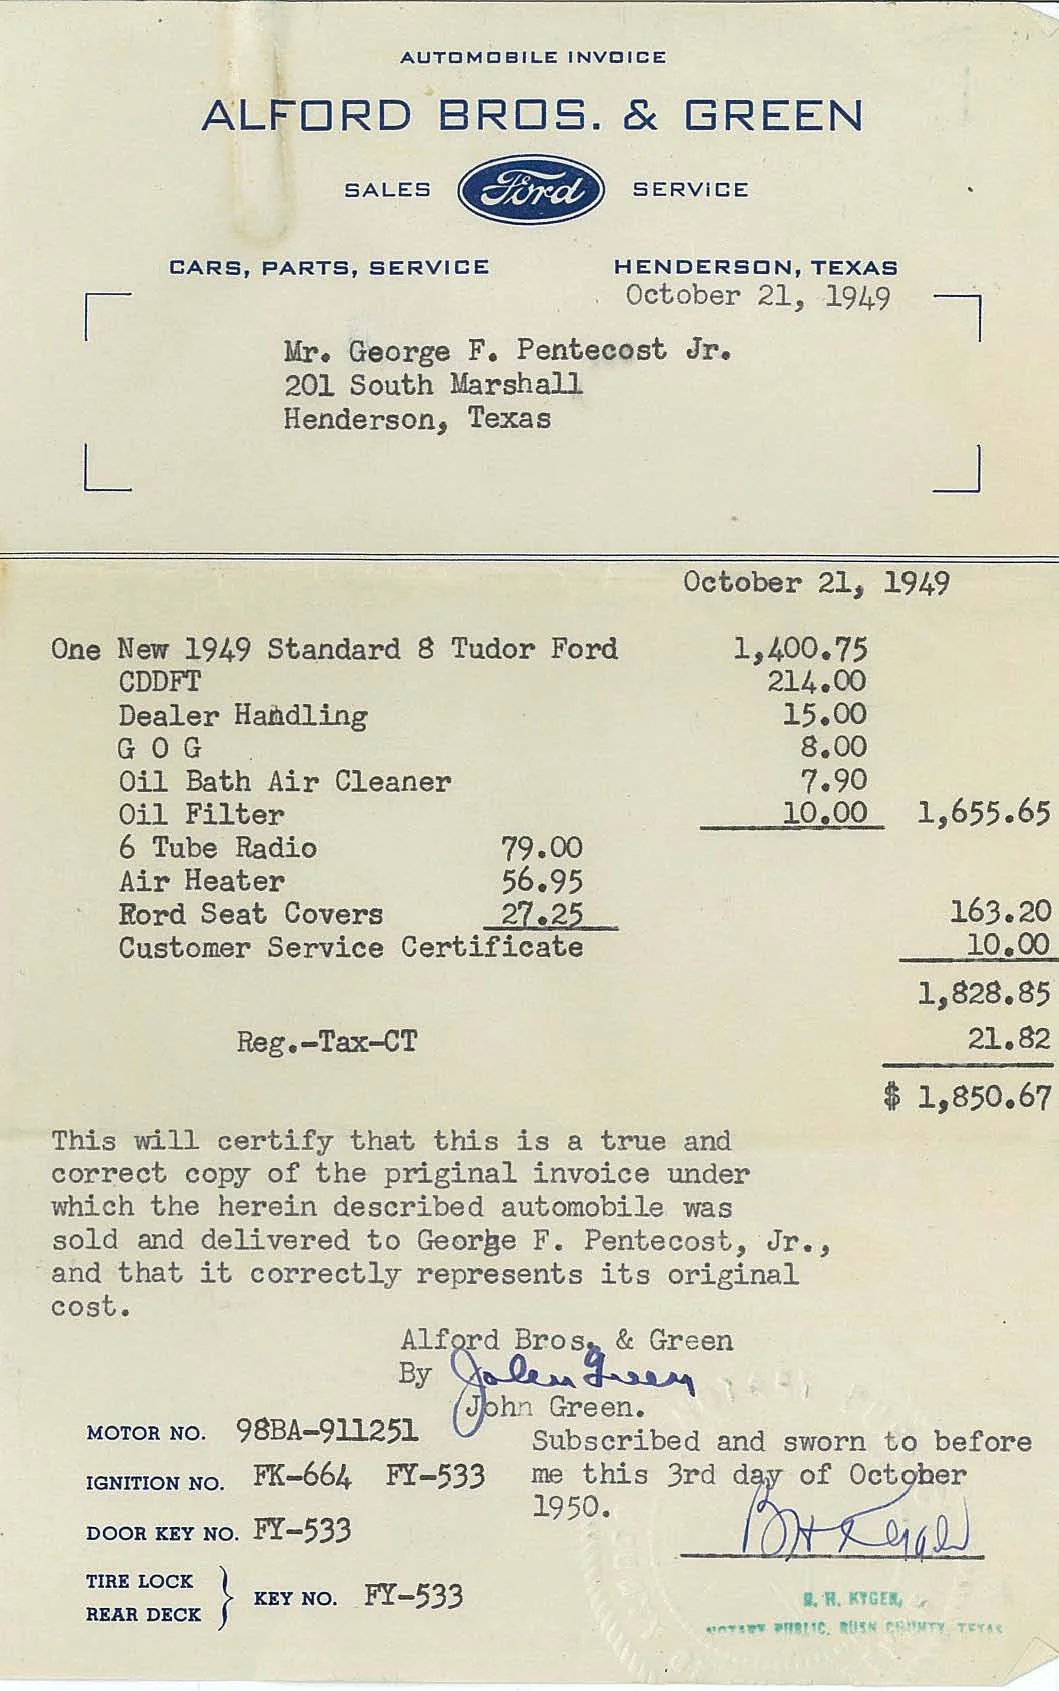 AUTOMOBILE INVOICE
ALFORD BROS. & GREEN
SALES Ford SERVICE
CARS, PARTS, SERVICE HENDERSON, TEXAS
October 21, 1949
Mr. George F. Pentecost Jr.
201 South Marshall
Henderson, Texas
October 21, 1949
One New 1949 Standard 8 Tudor Ford 1,400.75
CDDFT 214.00
Dealer Handling 15.00
G O G 8.00
Oil Bath Air Cleaner 7.90
Oil Filter 10.00 1,655.65
6 Tube Radio 79.00
Air Heater 56.95
Ford Seat Covers 27.25 163.20
Customer Service Certificate 10.00
1,828.85
Reg.-Tax-CT 21.82
$ 1,850.67
This will certify that this is a true and
correct copy of the priginal invoice under
which the herein described automobile was
sold and delivered to George F. Pentecost, Jr.,
and that it correctly represents its original
cost.
Alford Bros. & Green
By John Green
John Green.
MOTOR NO. 98BA-911251
Subscribed and sworn to before
IGNITION NO. FK-664 FY-533 me this 3rd day of October
1950.
DOOR KEY NO. FY-533
BH Kyger
TIRE LOCK
REAR DECK } KEY NO. FY-533
B. H. KYGER,
NOTARY PUBLIC, RUSK COUNTY, TEXAS